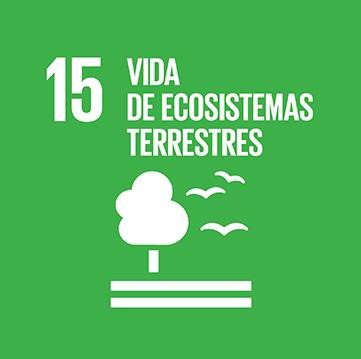 15 VIDA
DE ECOSISTEMAS
TERRESTRES